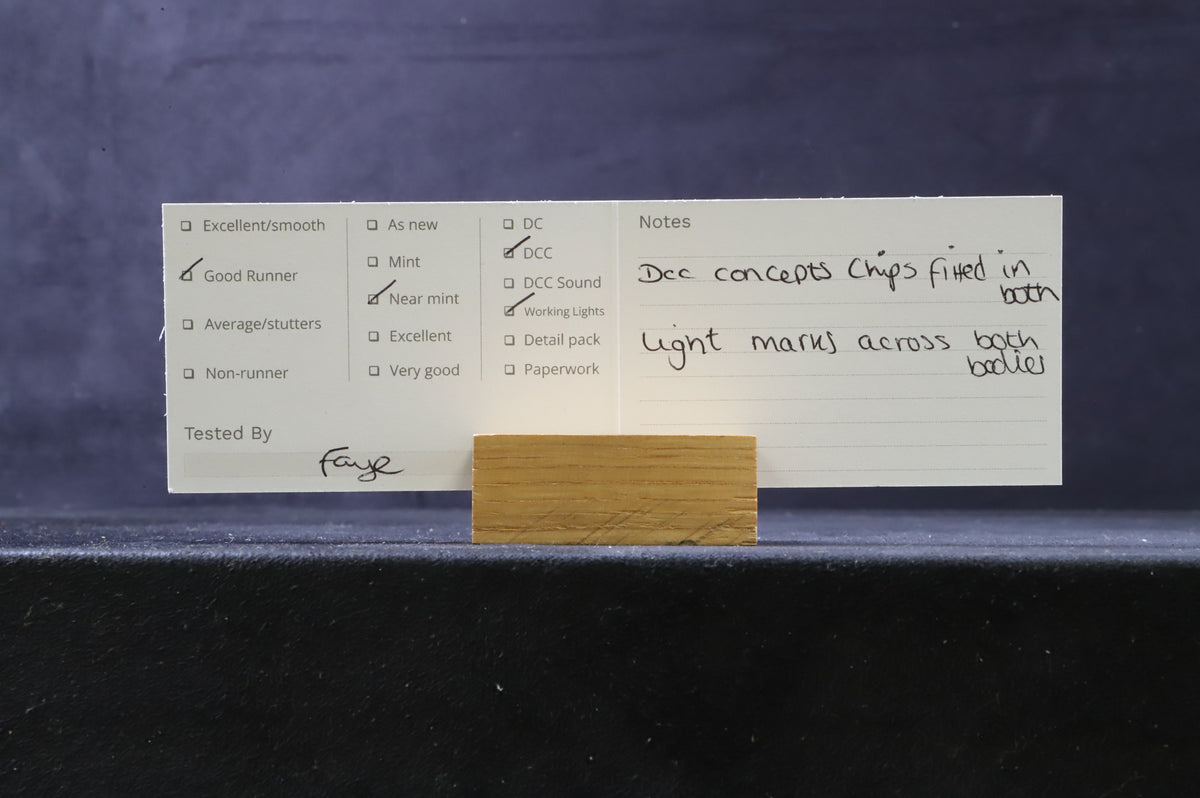 Excellent/smooth
Good Runner
Average/stutters
Non-runner
As new
Mint
Near mint
Excellent
Very good
DC
DCC
DCC Sound
Working Lights
Detail pack
Paperwork
Tested By
Faye
Notes
Dcc concepts Chips fitted in
both
Light marks across both
bodies